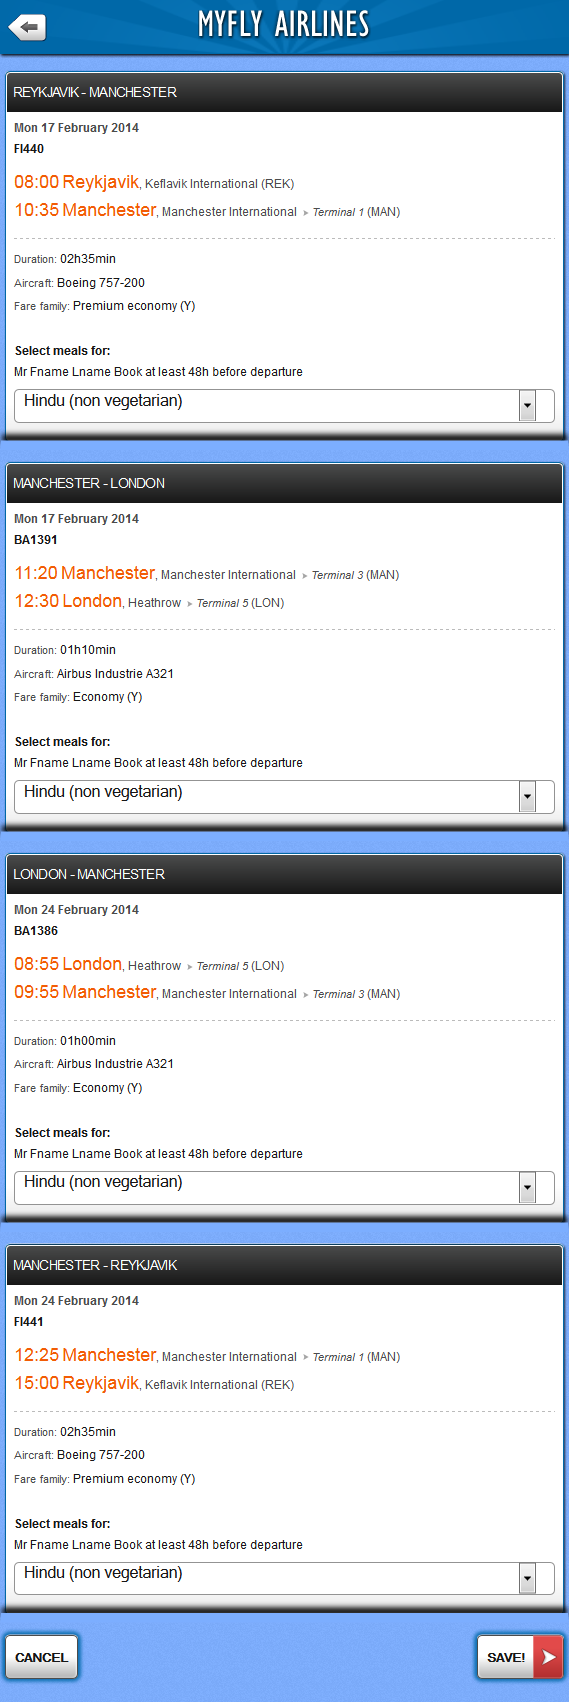 MYFLY AIRLINES
REYKJAVIK - MANCHESTER
Mon 17 February 2014
FI440
08:00 Reykjavik, Keflavik International (REK)
10:35 Manchester, Manchester International ➤ Terminal 1 (MAN)
Duration: 02h35min
Aircraft: Boeing 757-200
Fare family: Premium economy (Y)
Select meals for:
Mr Fname Lname Book at least 48h before departure
Hindu (non vegetarian)
MANCHESTER - LONDON
Mon 17 February 2014
BA1391
11:20 Manchester, Manchester International ➤ Terminal 3 (MAN)
12:30 London, Heathrow ➤ Terminal 5 (LON)
Duration: 01h10min
Aircraft: Airbus Industrie A321
Fare family: Economy (Y)
Select meals for:
Mr Fname Lname Book at least 48h before departure
Hindu (non vegetarian)
LONDON - MANCHESTER
Mon 24 February 2014
BA1386
08:55 London, Heathrow ➤ Terminal 5 (LON)
09:55 Manchester, Manchester International ➤ Terminal 3 (MAN)
Duration: 01h00min
Aircraft: Airbus Industrie A321
Fare family: Economy (Y)
Select meals for:
Mr Fname Lname Book at least 48h before departure
Hindu (non vegetarian)
MANCHESTER - REYKJAVIK
Mon 24 February 2014
FI441
12:25 Manchester, Manchester International ➤ Terminal 1 (MAN)
15:00 Reykjavik, Keflavik International (REK)
Duration: 02h35min
Aircraft: Boeing 757-200
Fare family: Premium economy (Y)
Select meals for:
Mr Fname Lname Book at least 48h before departure
Hindu (non vegetarian)
CANCEL
SAVE!